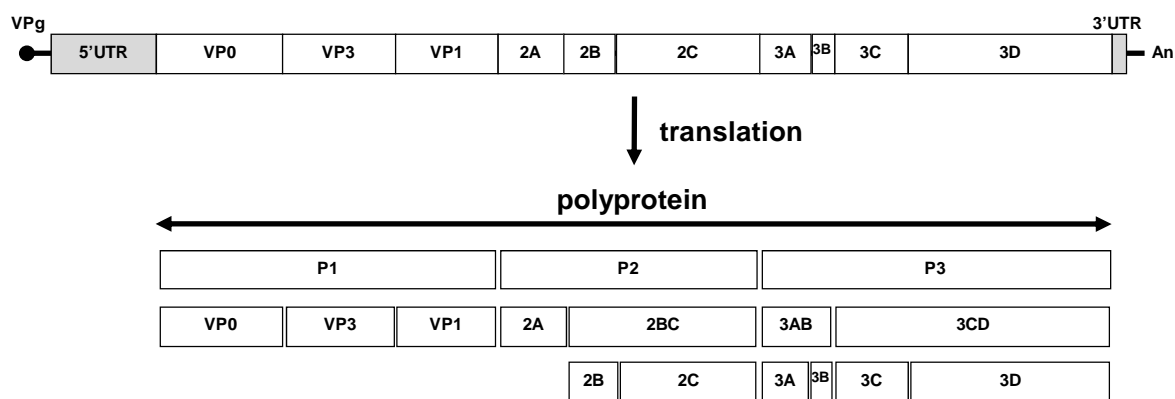 VPg 3'UTR
5'UTR VP0 VP3 VP1 2A 2B 2C 3A 3B 3C 3D An
translation
polyprotein
P1 P2 P3
VP0 VP3 VP1 2A 2BC 3AB 3CD
2B 2C 3A 3B 3C 3D